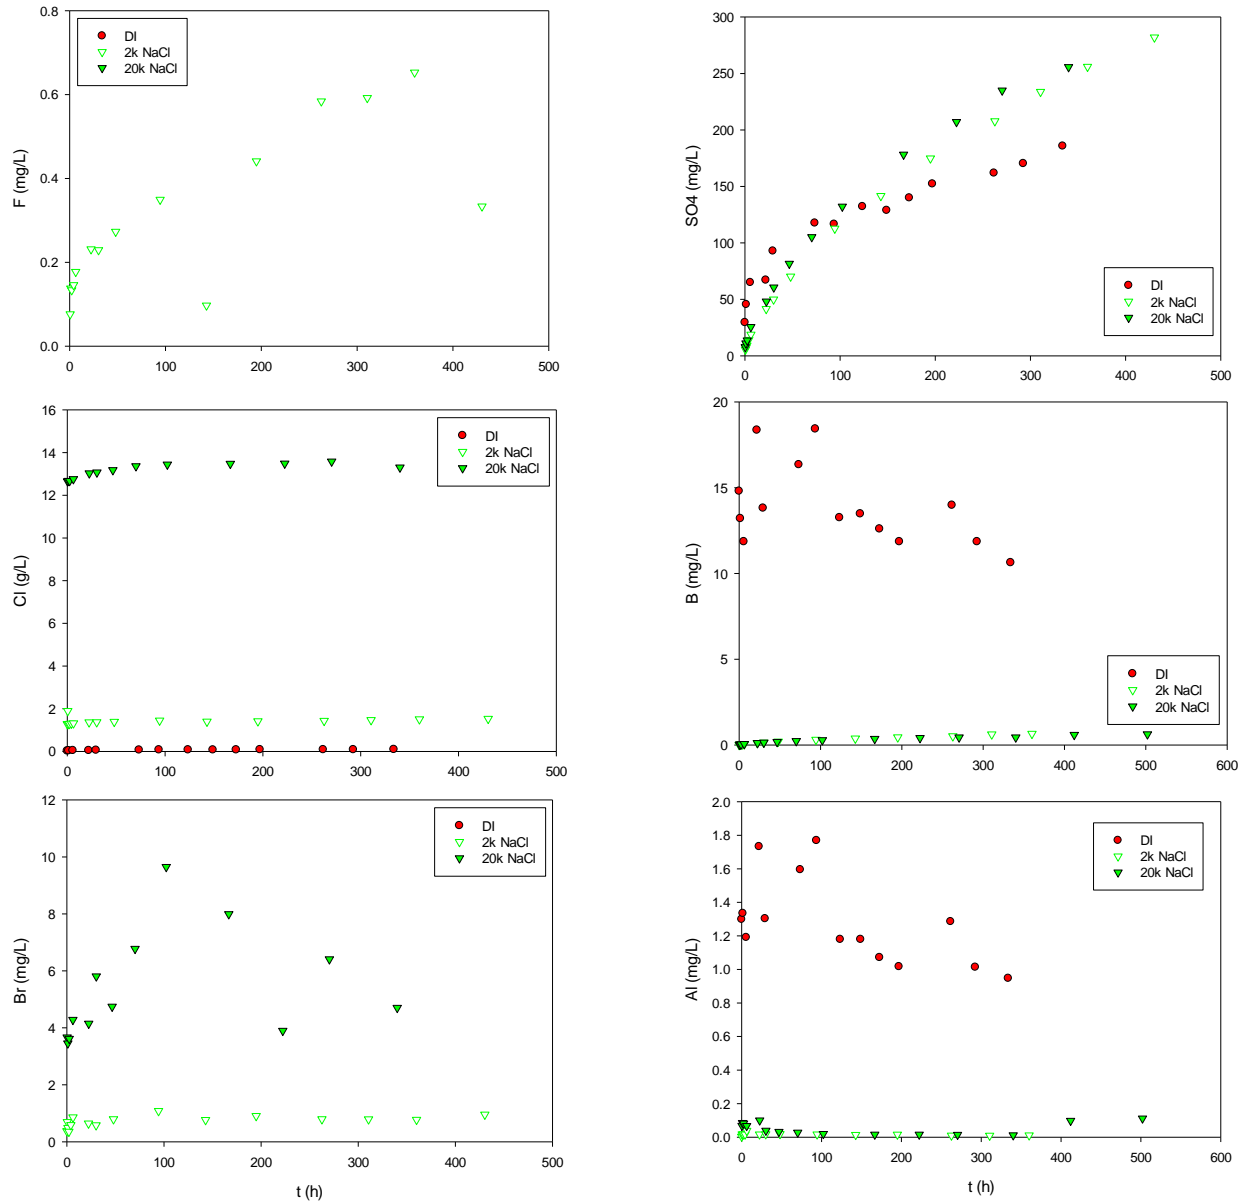 0.8
0.6
0.4
0.2
0.0
F (mg/L)
0 100 200 300 400 500
DI
2k NaCl
20k NaCl
300
250
200
150
100
50
0
SO4 (mg/L)
0 100 200 300 400 500
DI
2k NaCl
20k NaCl
16
14
12
10
8
6
4
2
0
Cl (g/L)
0 100 200 300 400 500
DI
2k NaCl
20k NaCl
20
15
10
5
0
B (mg/L)
0 100 200 300 400 500 600
DI
2k NaCl
20k NaCl
12
10
8
6
4
2
0
Br (mg/L)
0 100 200 300 400 500
t (h)
DI
2k NaCl
20k NaCl
2.0
1.8
1.6
1.4
1.2
1.0
0.8
0.6
0.4
0.2
0.0
Al (mg/L)
0 100 200 300 400 500 600
t (h)
DI
2k NaCl
20k NaCl